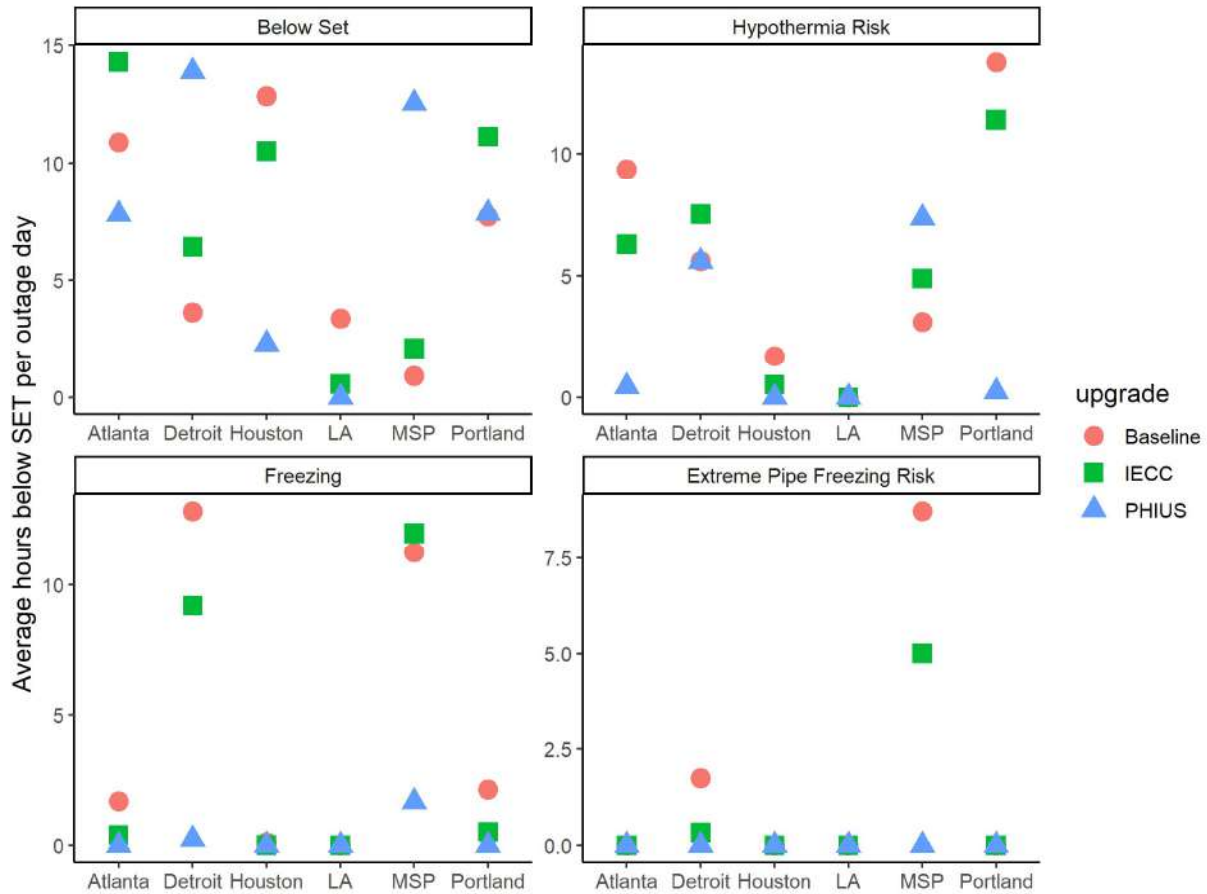 Below Set
Hypothermia Risk
Average hours below SET per outage day
15
10
5
0
10
5
0
Atlanta Detroit Houston LA MSP Portland
Atlanta Detroit Houston LA MSP Portland
upgrade
Baseline
IECC
PHIUS
Freezing
Extreme Pipe Freezing Risk
10
5
0
7.5
5.0
2.5
0.0
Atlanta Detroit Houston LA MSP Portland
Atlanta Detroit Houston LA MSP Portland